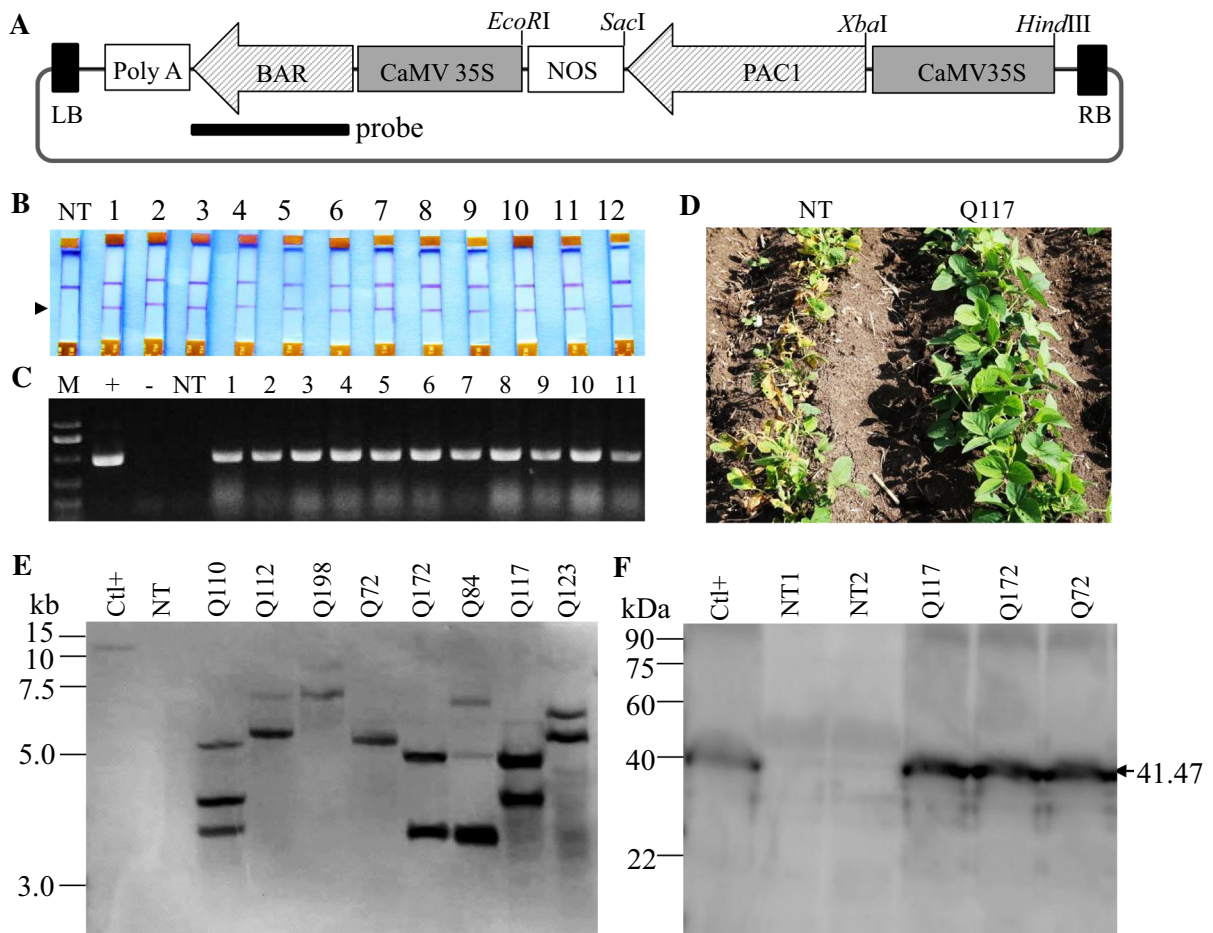 A
EcoRI SacI XbaI HindIII
Poly A BAR CaMV 35S NOS PAC1 CaMV35S
LB RB
probe
B
NT 1 2 3 4 5 6 7 8 9 10 11 12
C
M + - NT 1 2 3 4 5 6 7 8 9 10 11
D
NT Q117
E
kb
Ctl+ NT Q110 Q112 Q198 Q72 Q172 Q84 Q117 Q123
15
10
7.5
5.0
3.0
F
kDa
Ctl+ NT1 NT2 Q117 Q172 Q72
90
75
60
40
22
41.47